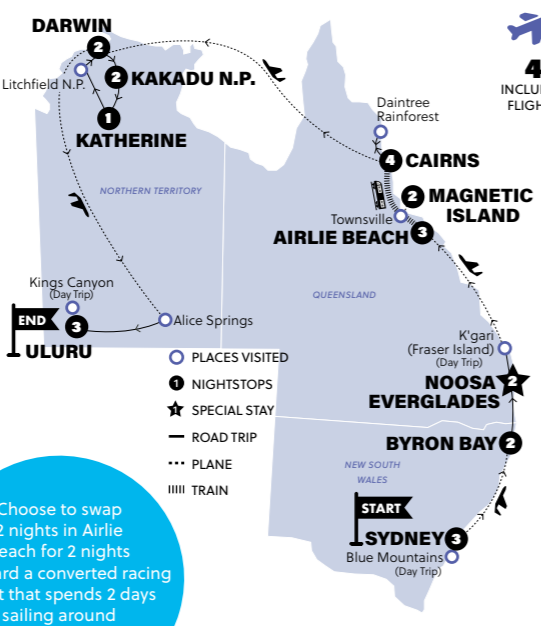 DARWIN
2
Litchfield N.P.
2 KAKADU N.P.
1
KATHERINE
NORTHERN TERRITORY
4
FLIGH
Daintree
Rainforest
4 CAIRNS
2 MAGNETIC
ISLAND
Townsville
AIRLIE BEACH 3
QUEENSLAND
Kings Canyon
(Day Trip)
END
3
ULURU
Alice Springs
PLACES VISITED
1 NIGHTSTOPS
1 SPECIAL STAY
ROAD TRIP
PLANE
TRAIN
K'gari
(Fraser Island)
(Day Trip)
NOOSA 2
EVERGLADES
BYRON BAY 2
NEW SOUTH
WALES
START
SYDNEY 3
Blue Mountains
(Day Trip)
Choose to swap
2 nights in Airlie
each for 2 nights
ard a converted racing
t that spends 2 days
sailing around